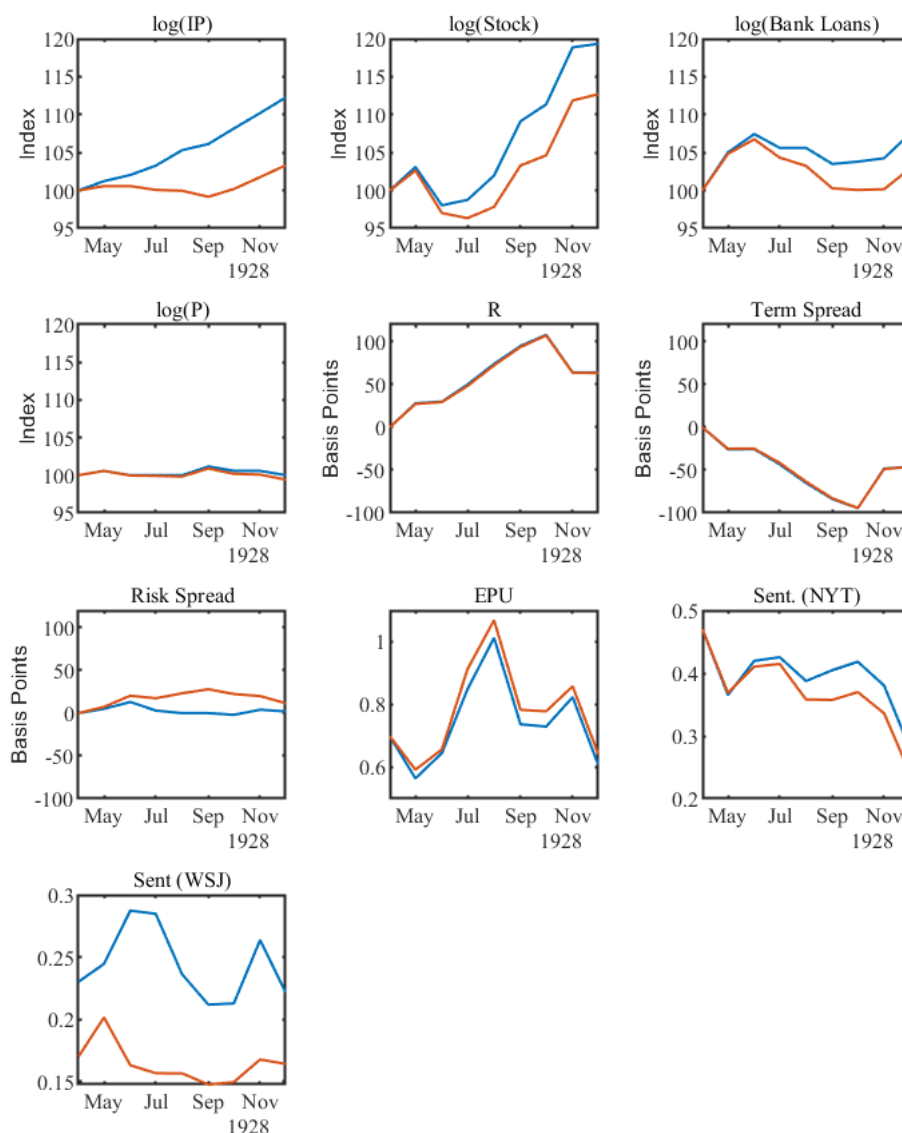 log(IP)
120
115
110
105
100
95
Index
May Jul Sep Nov
1928
log(Stock)
120
115
110
105
100
95
Index
May Jul Sep Nov
1928
log(Bank Loans)
120
115
110
105
100
95
Index
May Jul Sep Nov
1928
log(P)
120
115
110
105
100
95
Index
May Jul Sep Nov
1928
R
100
50
0
-50
-100
Basis Points
May Jul Sep Nov
1928
Term Spread
100
50
0
-50
-100
Basis Points
May Jul Sep Nov
1928
Risk Spread
100
50
0
-50
-100
Basis Points
May Jul Sep Nov
1928
EPU
1
0.8
0.6
May Jul Sep Nov
1928
Sent. (NYT)
0.5
0.4
0.3
0.2
May Jul Sep Nov
1928
Sent (WSJ)
0.3
0.25
0.2
0.15
May Jul Sep Nov
1928